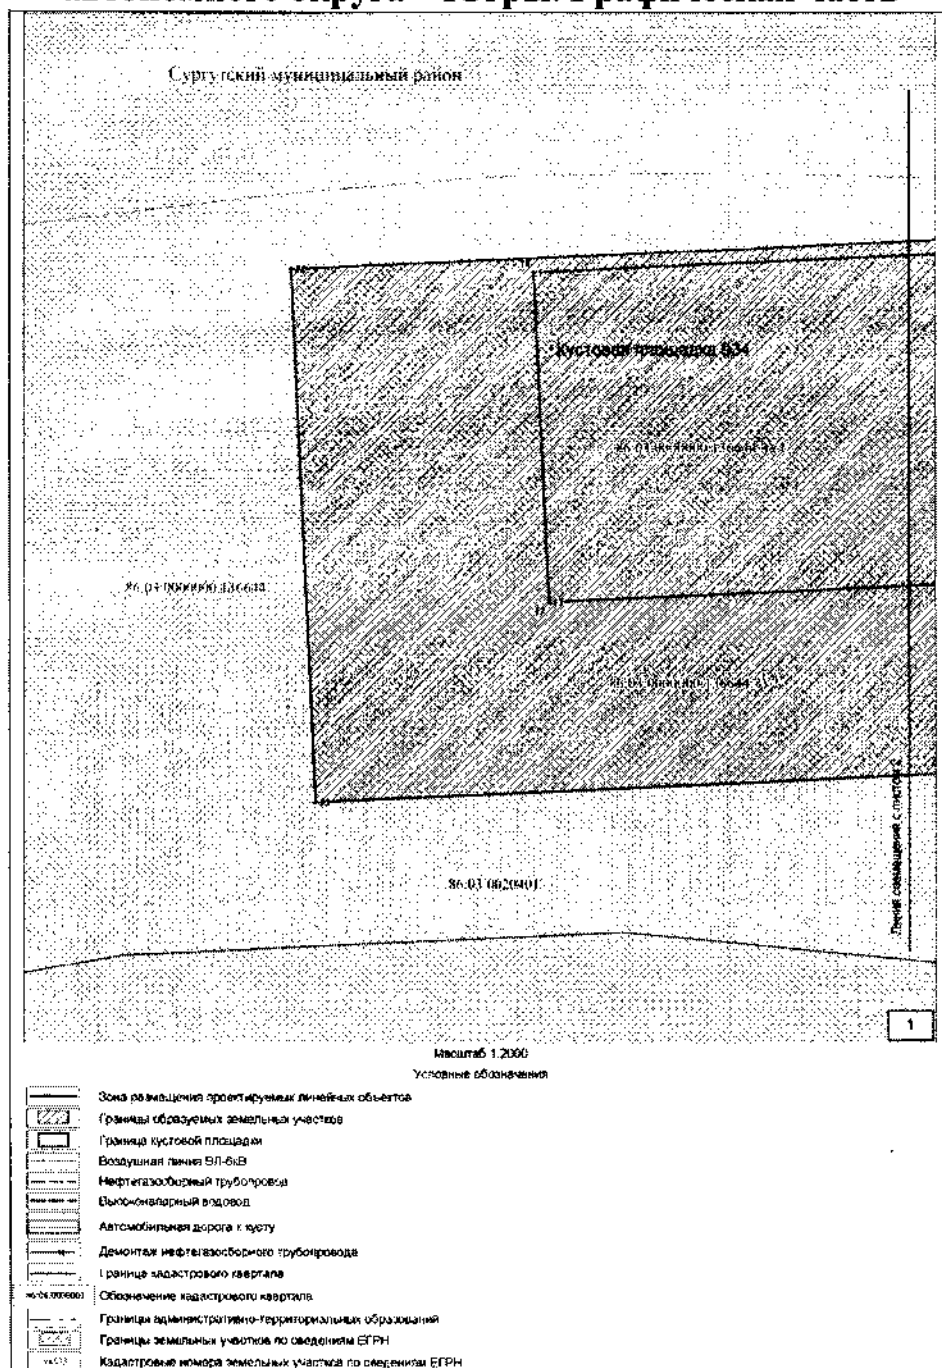 Сургутский муниципальный район
Кустовая площадка
86:03:0000000:136644
86:03:0020401
Линия совмещения с листом 2
1
Масштаб 1:2000
Условные обозначения
Зона размещения проектируемых линейных объектов
Границы образуемых земельных участков
Граница кустовой площадки
Воздушная линия ВЛ-6кВ
Нефтегазосборный трубопровод
Высоконапорный водовод
Автомобильная дорога к кусту
Демонтаж нефтегазосборного трубопровода
Граница кадастрового квартала
Обозначение кадастрового квартала
Границы административно-территориальных образований
Границы земельных участков по сведениям ЕГРН
Кадастровые номера земельных участков по сведениям ЕГРН